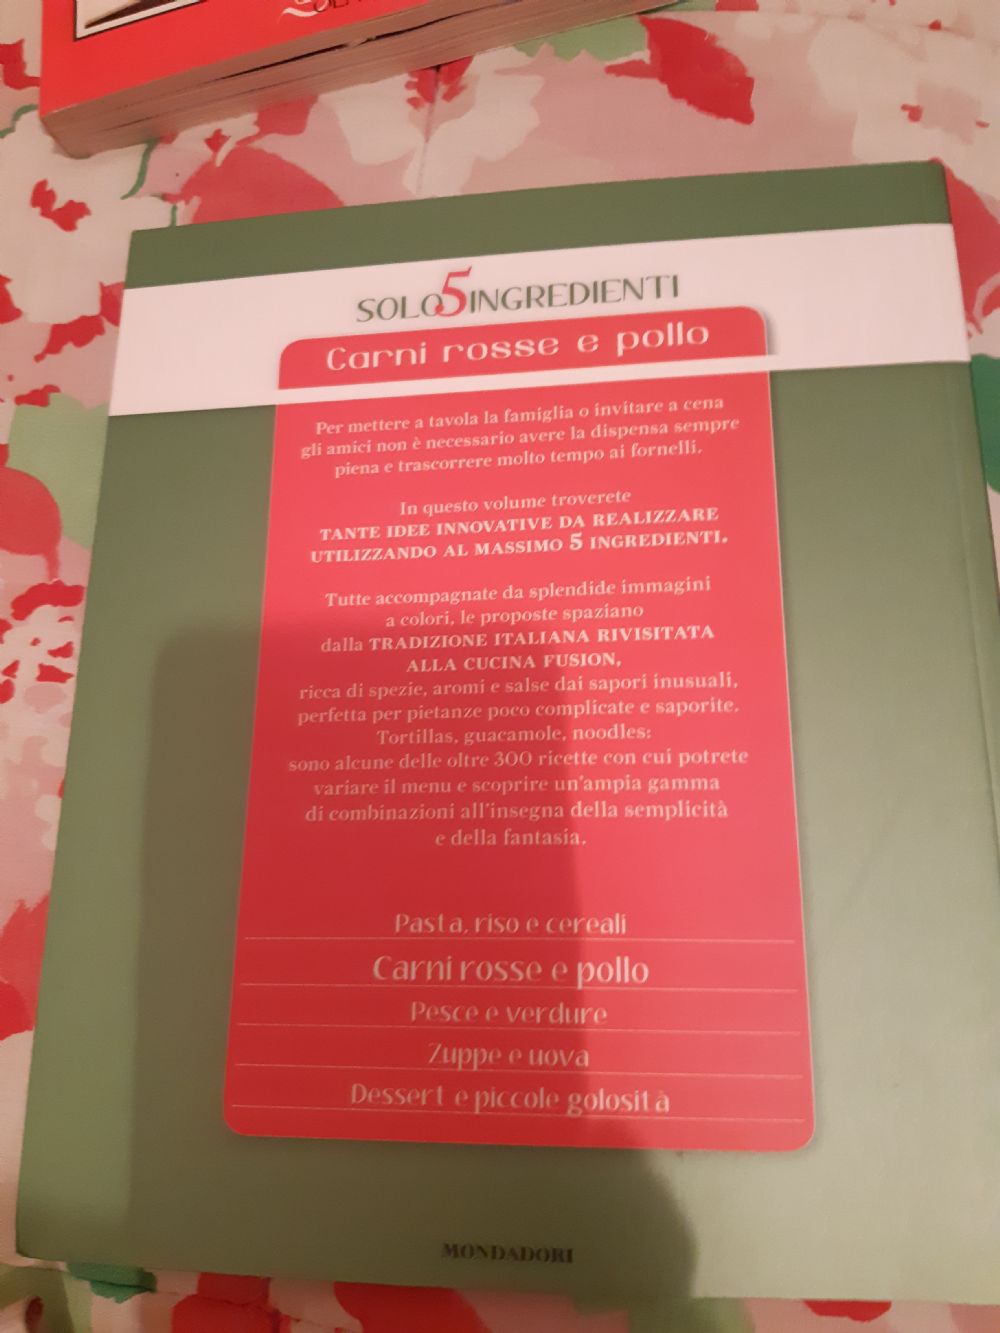 SOLO 5 INGREDIENTI
Carni rosse e pollo
Per mettere a tavola la famiglia o invitare a cena
gli amici non è necessario avere la dispensa sempre
piena e trascorrere molto tempo ai fornelli.
In questo volume troverete
TANTE IDEE INNOVATIVE DA REALIZZARE
UTILIZZANDO AL MASSIMO 5 INGREDIENTI.
Tutte accompagnate da splendide immagini
a colori, le proposte spaziano
dalla TRADIZIONE ITALIANA RIVISITATA
ALLA CUCINA FUSION,
ricca di spezie, aromi e salse dai sapori inusuali,
perfetta per pietanze poco complicate e saporite.
Tortillas, guacamole, noodles:
sono alcune delle oltre 300 ricette con cui potrete
variare il menu e scoprire un'ampia gamma
di combinazioni all'insegna della semplicità
e della fantasia.
Pasta, riso e cereali
Carni rosse e pollo
Pesce e verdure
Zuppe e uova
Dessert e piccole golosità
MONDADORI